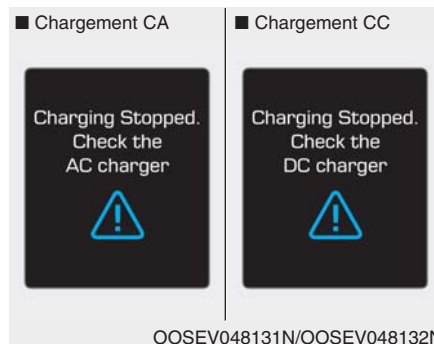 ■ Chargement CA
■ Chargement CC
Charging Stopped.
Check the
AC charger
Charging Stopped.
Check the
DC charger
OOSEV048131N/OOSEV048132N